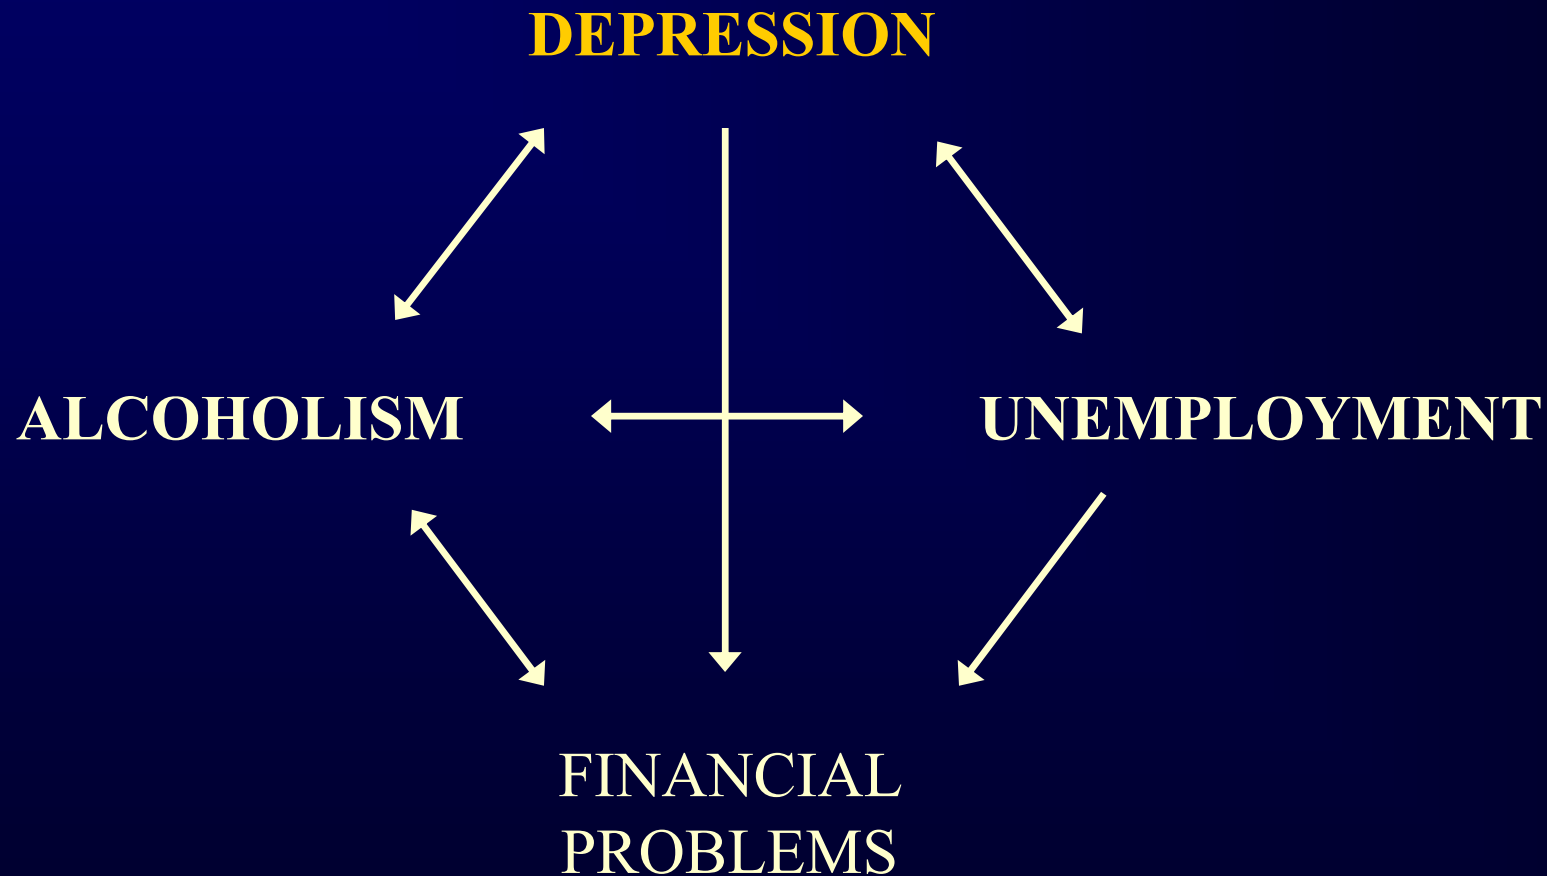 DEPRESSION
ALCOHOLISM
UNEMPLOYMENT
FINANCIAL
PROBLEMS